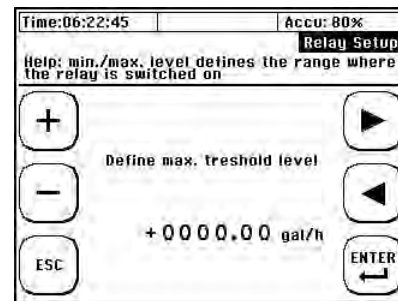 Time:06:22:45 Accu: 80%
Relay Setup
Help: min./max. level defines the range where
the relay is switched on
+
Define max. treshold level
−
+0000.00 gal/h
ESC
ENTER